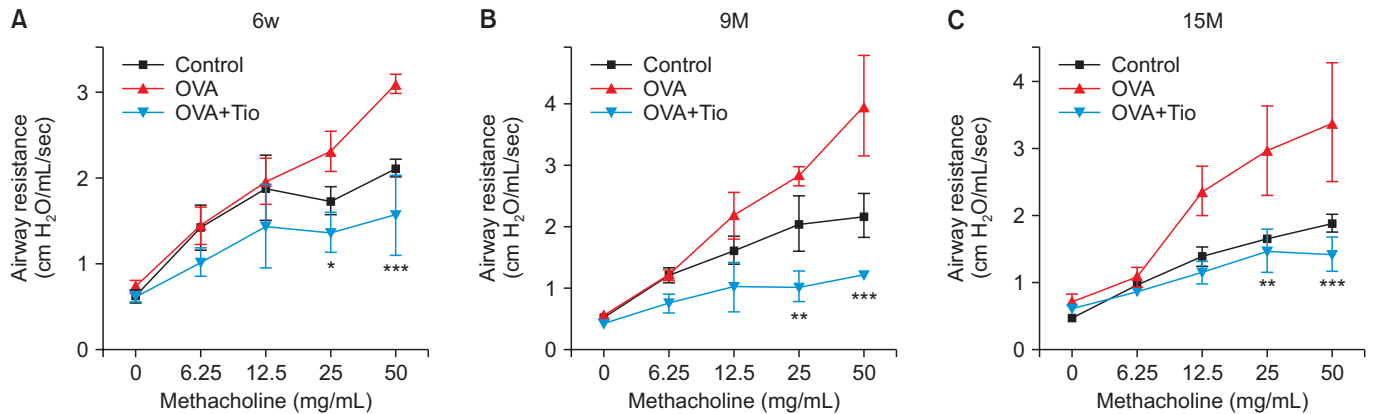 A
6w
Airway resistance
(cm H₂O/mL/sec)
3
2
1
0
Control
OVA
OVA+Tio
*
***
0 6.25 12.5 25 50
Methacholine (mg/mL)
B
9M
Airway resistance
(cm H₂O/mL/sec)
4
3
2
1
0
Control
OVA
OVA+Tio
**
***
0 6.25 12.5 25 50
Methacholine (mg/mL)
C
15M
Airway resistance
(cm H₂O/mL/sec)
4
3
2
1
0
Control
OVA
OVA+Tio
**
***
0 6.25 12.5 25 50
Methacholine (mg/mL)